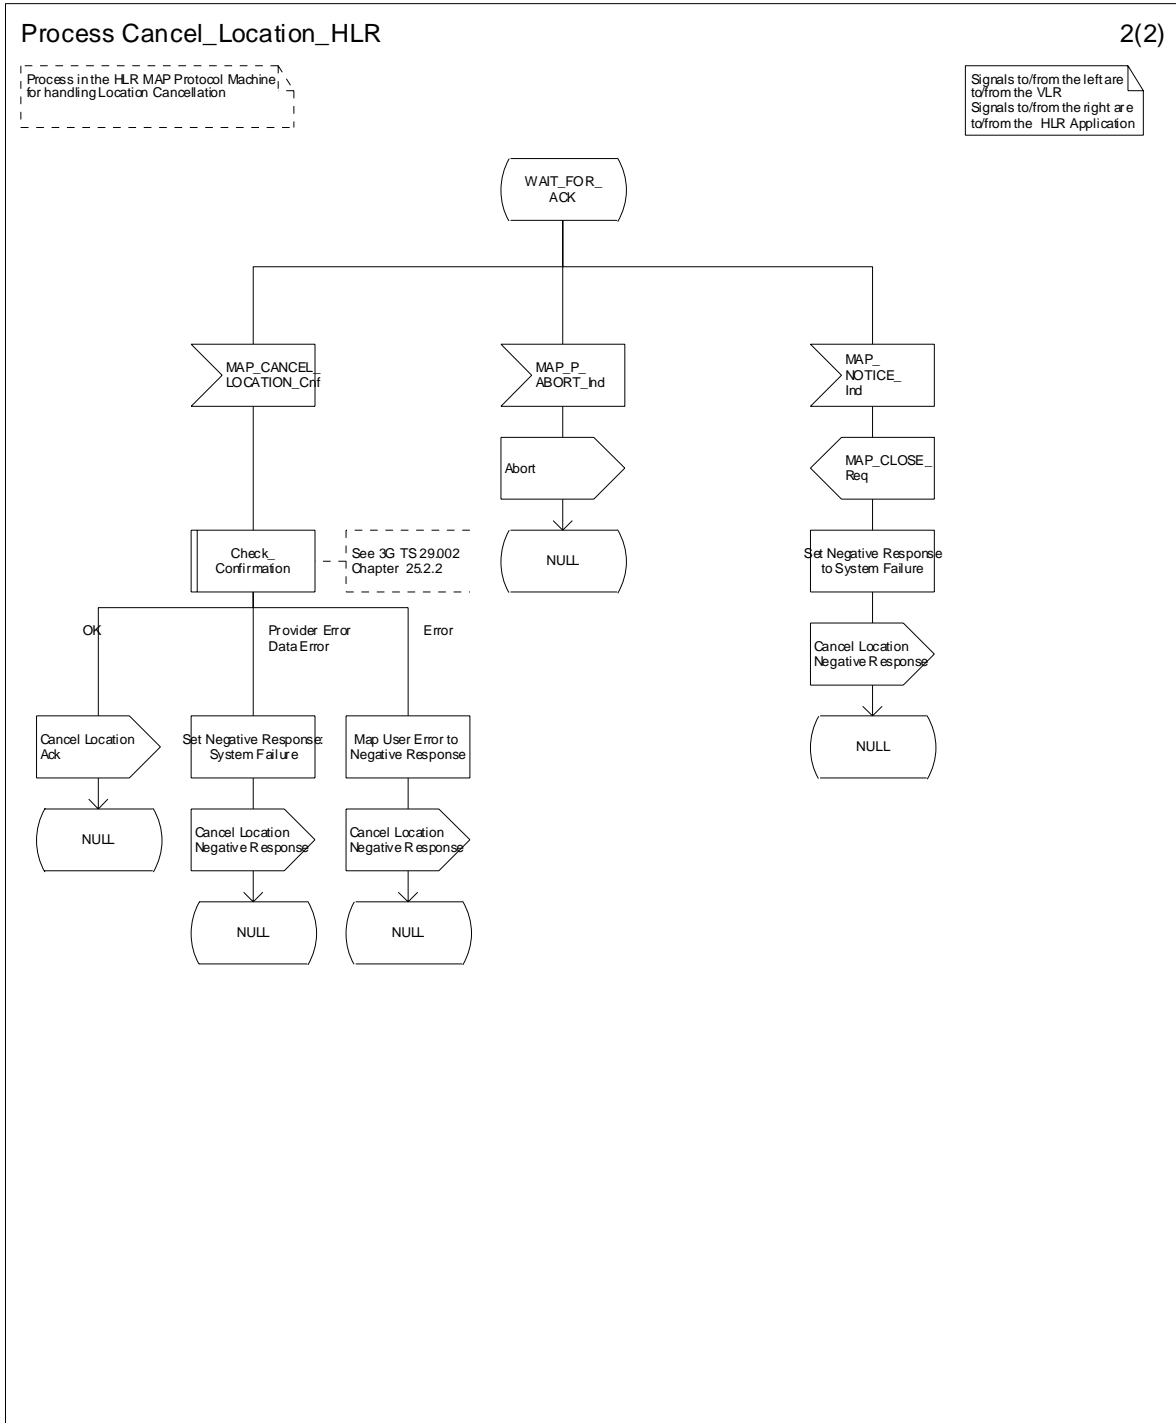 Process Cancel_Location_HLR
2(2)
Process in the HLR MAP Protocol Machine
for handling Location Cancellation
Signals to/from the left are
to/from the VLR
Signals to/from the right are
to/from the HLR Application
WAIT_FOR_
ACK
MAP_CANCEL_
LOCATION_Cnf
MAP_P_
ABORT_Ind
MAP_
NOTICE_
Ind
Abort
MAP_CLOSE_
Req
Check_
Confirmation
See 3G TS 29.002
Chapter 25.2.2
NULL
Set Negative Response
to System Failure
OK
Provider Error
Data Error
Error
Cancel Location
Negative Response
Cancel Location
Ack
Set Negative Response:
System Failure
Map User Error to
Negative Response
NULL
NULL
Cancel Location
Negative Response
Cancel Location
Negative Response
NULL
NULL